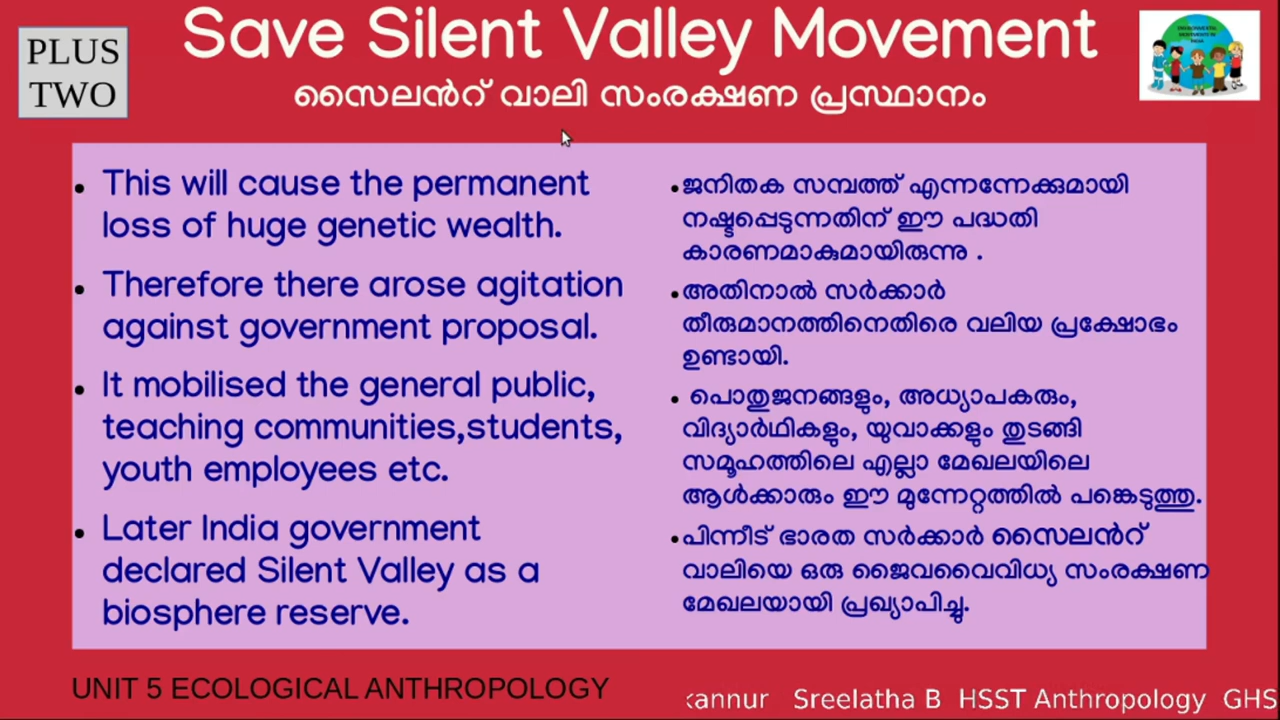 PLUS
TWO
Save Silent Valley Movement
സൈലൻറ് വാലി സംരക്ഷണ പ്രസ്ഥാനം
• This will cause the permanent
loss of huge genetic wealth.
• Therefore there arose agitation
against government proposal.
• It mobilised the general public,
teaching communities,students,
youth employees etc.
• Later India government
declared Silent Valley as a
biosphere reserve.
• ജനിതക സമ്പത്ത് എന്നന്നേക്കുമായി
നഷ്ടപ്പെടുന്നതിന് ഈ പദ്ധതി
കാരണമാകുമായിരുന്നു .
• അതിനാൽ സർക്കാർ
തീരുമാനത്തിനെതിരെ വലിയ പ്രക്ഷോഭം
ഉണ്ടായി.
• പൊതുജനങ്ങളും, അധ്യാപകരും,
വിദ്യാർഥികളും, യുവാക്കളും തുടങ്ങി
സമൂഹത്തിലെ എല്ലാ മേഖലയിലെ
ആൾക്കാരും ഈ മുന്നേറ്റത്തിൽ പങ്കെടുത്തു.
• പിന്നീട് ഭാരത സർക്കാർ സൈലൻറ്
വാലിയെ ഒരു ജൈവവൈവിധ്യ സംരക്ഷണ
മേഖലയായി പ്രഖ്യാപിച്ചു.
UNIT 5 ECOLOGICAL ANTHROPOLOGY
kannur Sreelatha B HSST Anthropology GHS